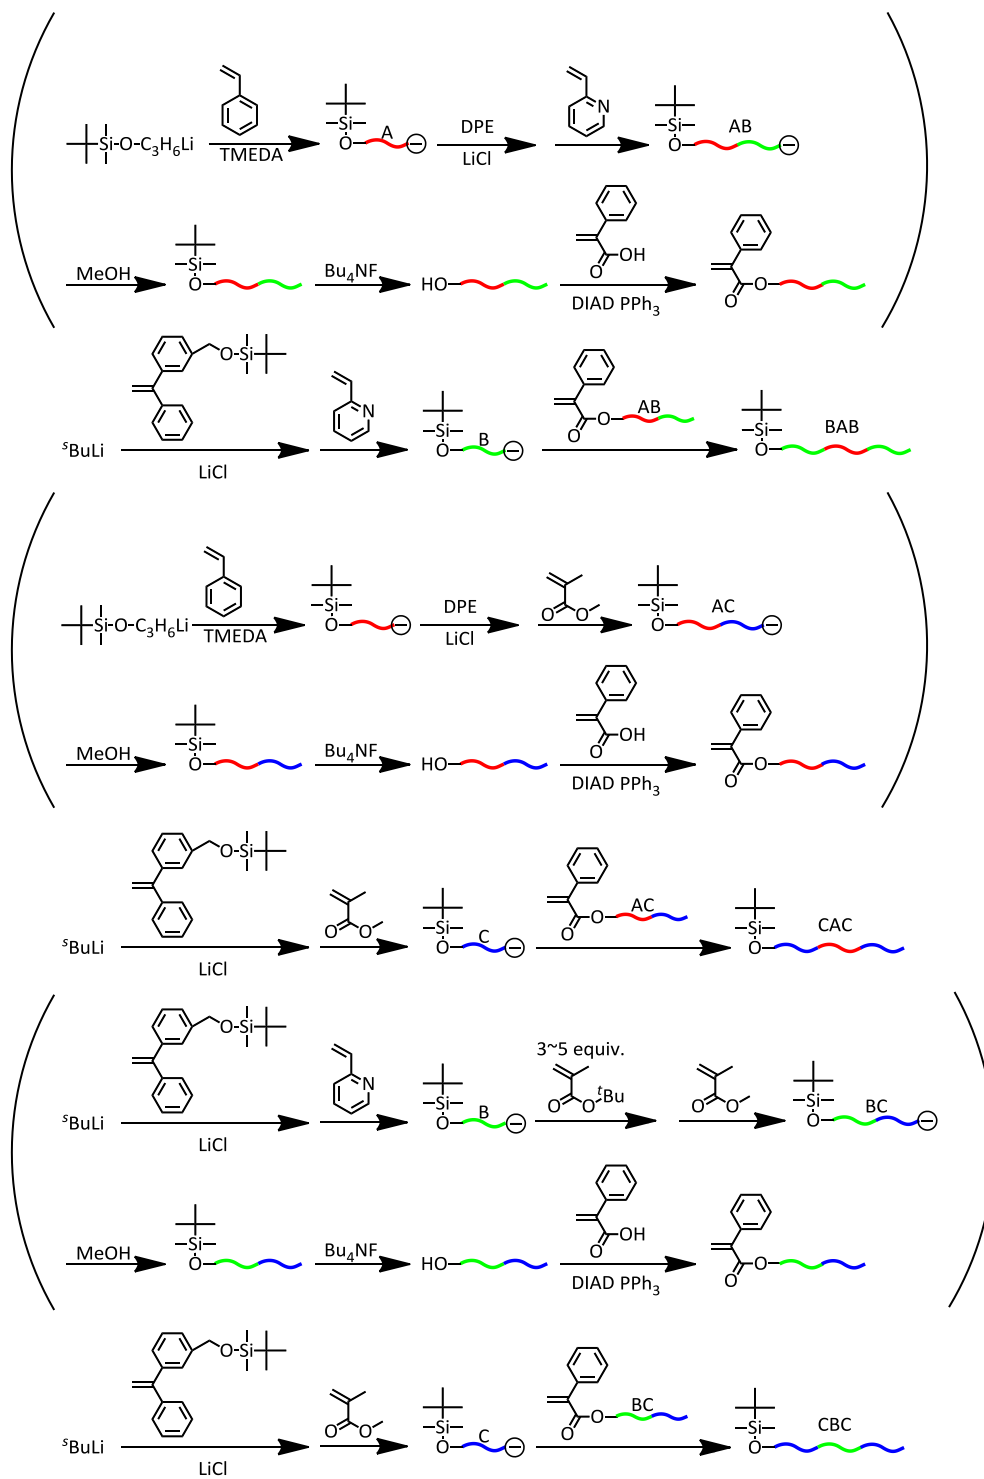 Si-O-C₃H₆Li
TMEDA
Si
O
A
DPE
LiCl
N
Si
O
AB
MeOH
Si
O
Bu₄NF
HO
O
OH
DIAD PPh₃
O
O
O
Si
ˢBuLi
LiCl
N
Si
O
B
O
O
AB
Si
O
BAB
Si-O-C₃H₆Li
TMEDA
Si
O
DPE
LiCl
O
O
Si
O
AC
MeOH
Si
O
Bu₄NF
HO
O
OH
DIAD PPh₃
O
O
O
Si
ˢBuLi
LiCl
O
O
Si
O
C
O
O
AC
Si
O
CAC
O
Si
ˢBuLi
LiCl
N
Si
O
B
3~5 equiv.
O
O
ᵗBu
O
O
Si
O
BC
MeOH
Si
O
Bu₄NF
HO
O
OH
DIAD PPh₃
O
O
O
Si
ˢBuLi
LiCl
O
O
Si
O
C
O
O
BC
Si
O
CBC